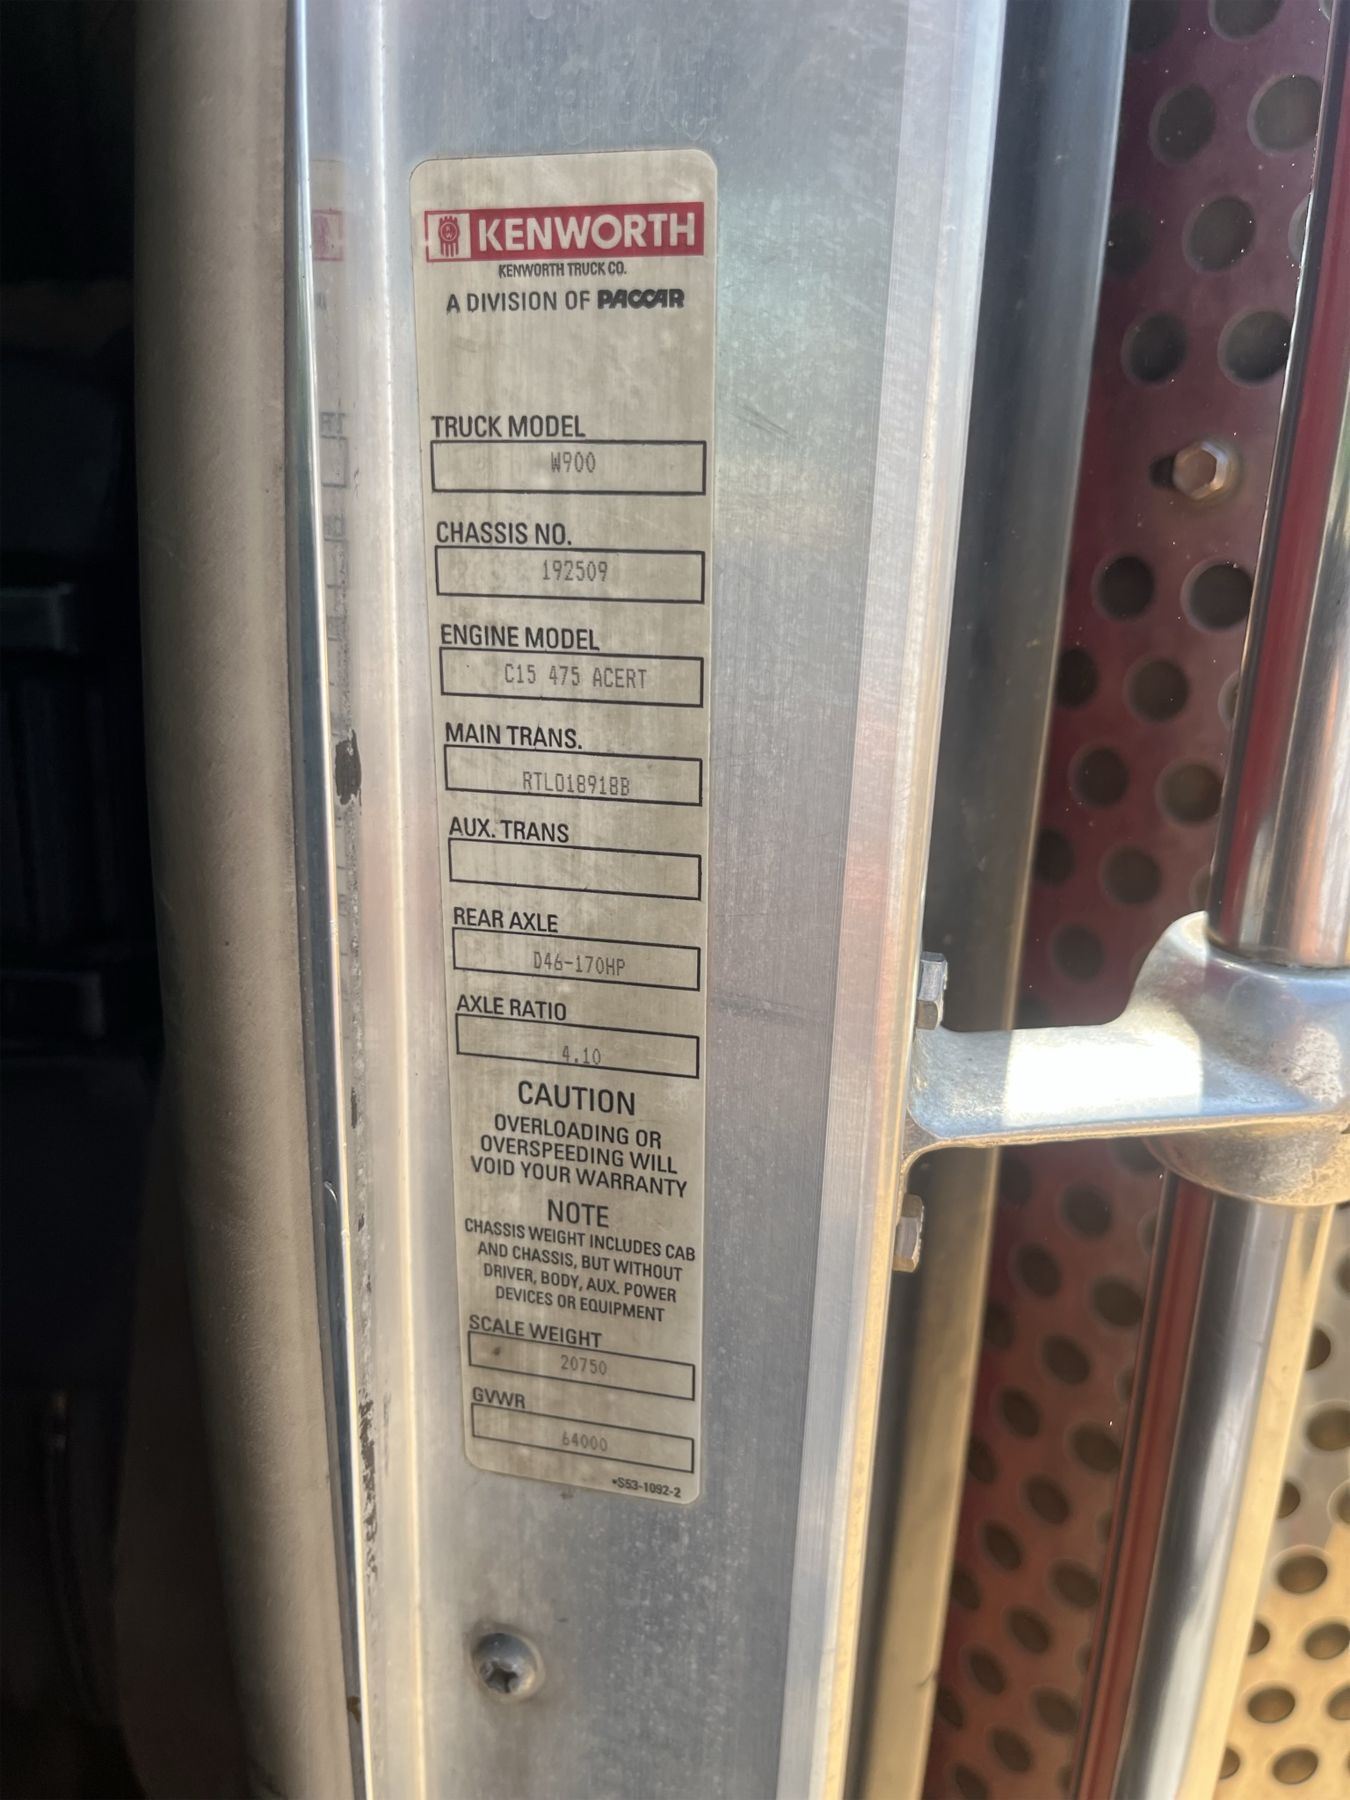 KENWORTH
KENWORTH TRUCK CO.
A DIVISION OF PACCAR
TRUCK MODEL
W900
CHASSIS NO.
192509
ENGINE MODEL
C15 475 ACERT
MAIN TRANS.
RTLO18918B
AUX. TRANS
REAR AXLE
D46-170HP
AXLE RATIO
4.10
CAUTION
OVERLOADING OR
OVERSPEEDING WILL
VOID YOUR WARRANTY
NOTE
CHASSIS WEIGHT INCLUDES CAB
AND CHASSIS, BUT WITHOUT
DRIVER, BODY, AUX. POWER
DEVICES OR EQUIPMENT
SCALE WEIGHT
20750
GVWR
64000
•S53-1092-2